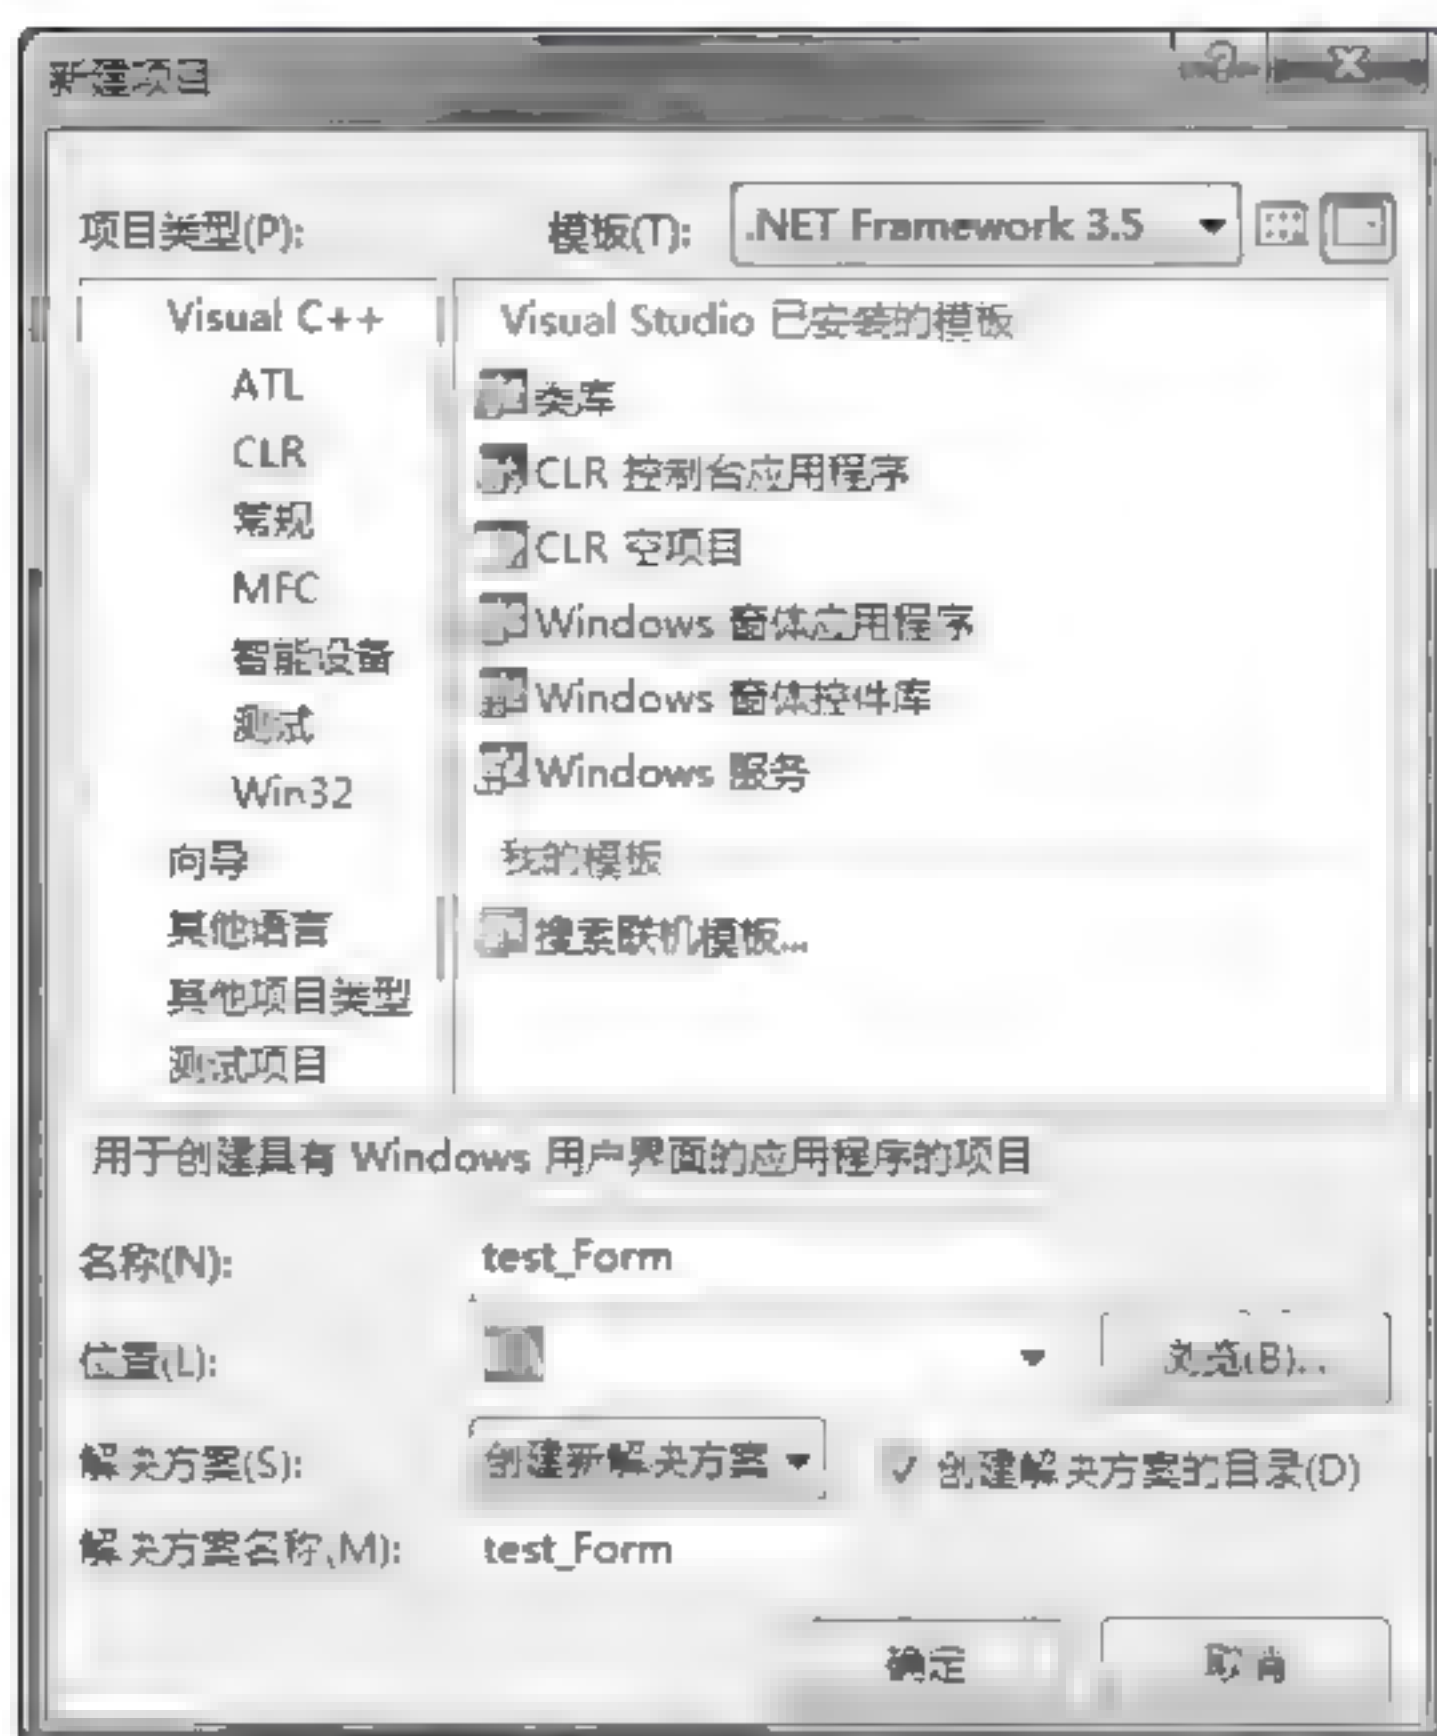 新建项目
项目类型(P):
模板(T):
.NET Framework 3.5
Visual C++
ATL
CLR
常规
MFC
智能设备
测试
Win32
向导
其他语言
其他项目类型
测试项目
Visual Studio 已安装的模板
类库
CLR 控制台应用程序
CLR 空项目
Windows 窗体应用程序
Windows 窗体控件库
Windows 服务
我的模板
搜索联机模板...
用于创建具有 Windows 用户界面的应用程序的项目
名称(N): test_Form
位置(L):
浏览(B)...
解决方案(S): 创建新解决方案
✓ 创建解决方案的目录(D)
解决方案名称(M): test_Form
确定
取消